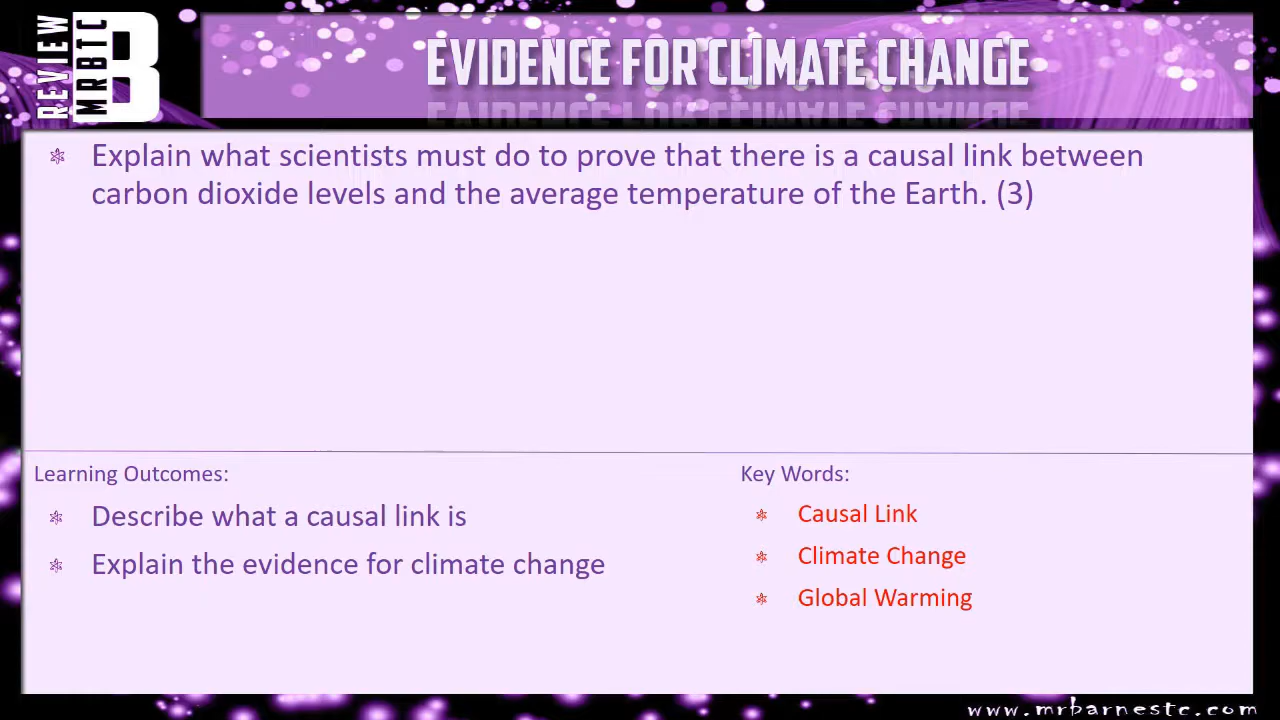 REVIEW
MRBTC
B
EVIDENCE FOR CLIMATE CHANGE
Explain what scientists must do to prove that there is a causal link between
carbon dioxide levels and the average temperature of the Earth. (3)
Learning Outcomes:
Describe what a causal link is
Explain the evidence for climate change
Key Words:
Causal Link
Climate Change
Global Warming
www.mrbarnestc.com